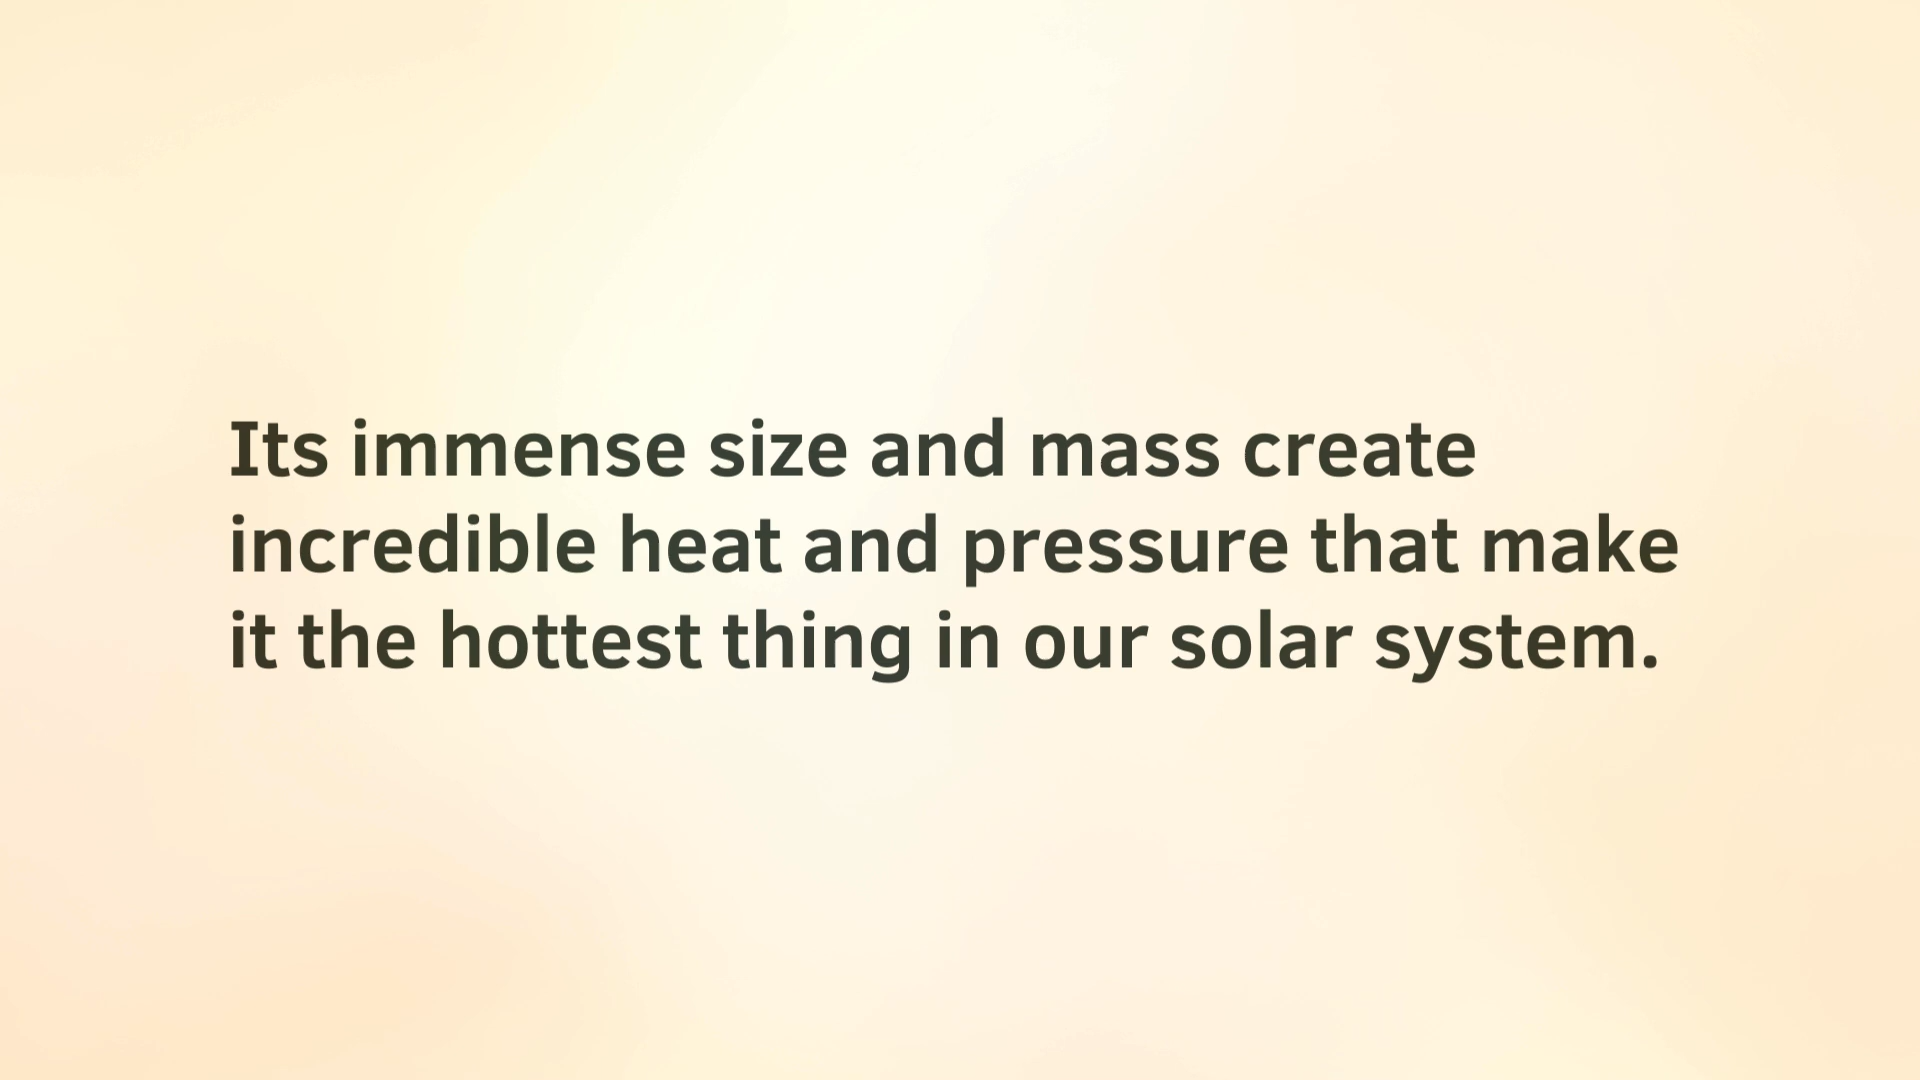 Its immense size and mass create
incredible heat and pressure that make
it the hottest thing in our solar system.